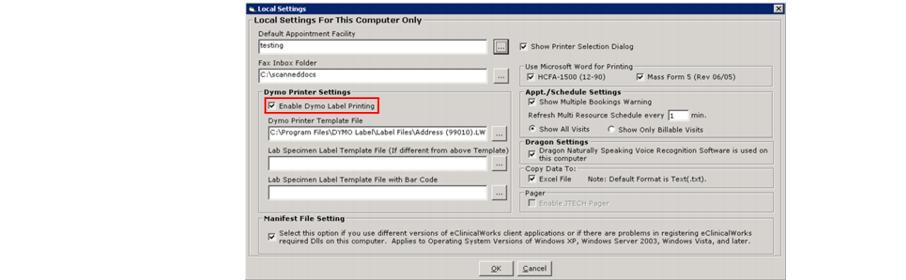 Local Settings
Local Settings For This Computer Only
Default Appointment Facility
testing
...
Show Printer Selection Dialog
Fax Inbox Folder
C:\scanneddocs
...
Use Microsoft Word for Printing
HCFA-1500 (12-90)
Mass Form 5 (Rev 06/05)
Dymo Printer Settings
Enable Dymo Label Printing
Dymo Printer Template File
C:\Program Files\DYMO Label\Label Files\Address (99010).LW
...
Lab Specimen Label Template File (If different from above Template)
...
Lab Specimen Label Template File with Bar Code
...
Appt./Schedule Settings
Show Multiple Bookings Warning
Refresh Multi Resource Schedule every 1 min.
Show All Visits
Show Only Billable Visits
Dragon Settings
Dragon Naturally Speaking Voice Recognition Software is used on
this computer
Copy Data To:
Excel File
Note: Default Format is Text(.txt).
Pager
Enable JTECH Pager
Manifest File Setting
Select this option if you use different versions of eClinicalWorks client applications or if there are problems in registering eClinicalWorks
required Dlls on this computer. Applies to Operating System Versions of Windows XP, Windows Server 2003, Windows Vista, and later.
OK
Cancel